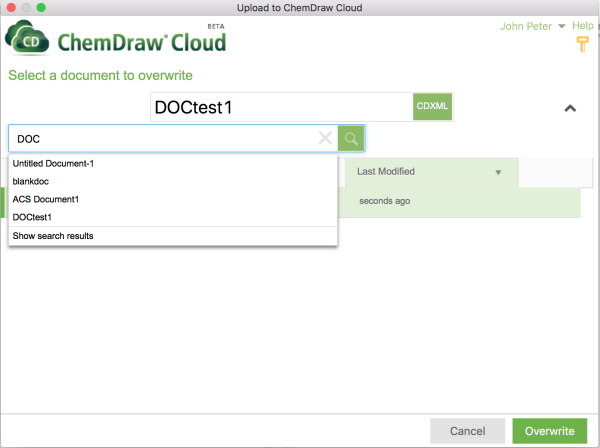 Upload to ChemDraw Cloud
BETA
John Peter Help
CD ChemDraw® Cloud
Select a document to overwrite
DOCtest1 CDXML
DOC
Untitled Document-1
blankdoc
Last Modified
ACS Document1
seconds ago
DOCtest1
Show search results
Cancel Overwrite